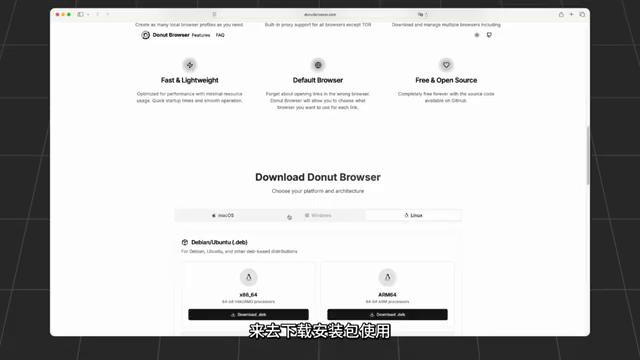 donutbrowser.com
Create as many local browser profiles as you need.
Built-in proxy support for all browsers except TOR
Download and manage multiple browsers including
Donut Browser Features FAQ
Fast & Lightweight
Default Browser
Free & Open Source
Optimized for performance with minimal resource
usage. Quick startup times and smooth operation.
Forget about opening links in the wrong browser.
Donut Browser will allow you to choose what
browser you want to use for each link.
Completely free forever with the source code
available on GitHub.
Download Donut Browser
Choose your platform and architecture
macOS
Windows
Linux
Debian/Ubuntu (.deb)
For Debian, Ubuntu, and other deb-based distributions
x86_64
64-bit Intel/AMD processors
Download .deb
ARM64
64-bit ARM processors
Download .deb
来去下载安装包使用